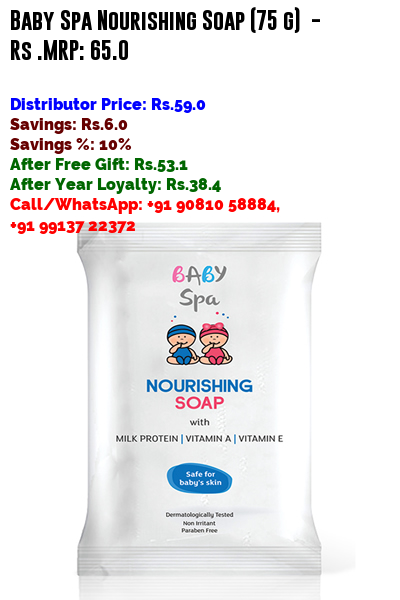 Baby Spa Nourishing Soap (75 g) –
Rs .MRP: 65.0
Distributor Price: Rs.59.0
Savings: Rs.6.0
Savings %: 10%
After Free Gift: Rs.53.1
After Year Loyalty: Rs.38.4
Call/WhatsApp: +91 90810 58884,
+91 99137 22372
BABY
Spa
NOURISHING
SOAP
with
MILK PROTEIN | VITAMIN A | VITAMIN E
Safe for
baby's skin
Dermatologically Tested
Non Irritant
Paraben Free